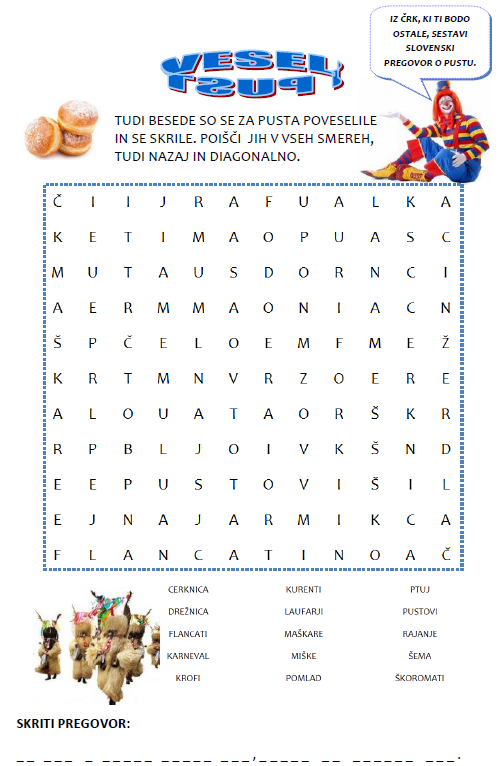 IZ ČRK, KI TI BODO
OSTALE, SESTAVI
SLOVENSKI
PREGOVOR O PUSTU.
VESEL
PUST!
TUDI BESEDE SO SE ZA PUSTA POVESELILE
IN SE SKRILE. POIŠČI JIH V VSEH SMEREH,
TUDI NAZAJ IN DIAGONALNO.
Č I I J R A F U A L K A
K E T I M A O P U A S C
M U T A U S D O R N C I
A E R M M A O N I A C N
Š P Č E L O E M F M E Ž
K R T M N V R Z O E R E
A L O U A T A O R Š K R
R P B L J O I V K Š N D
E E P U S T O V I Š I L
E J N A J A R M I K C A
F L A N C A T I N O A Č
CERKNICA KURENTI PTUJ
DREŽNICA LAUFARJI PUSTOVI
FLANCATI MAŠKARE RAJANJE
KARNEVAL MIŠKE ŠEMA
KROFI POMLAD ŠKOROMATI
SKRITI PREGOVOR:
_ _ _ _ _ _ _ _ _ _ _ _ _ _ _ _ _ _ _, _ _ _ _ _ _ _ _ _ _ _ _ _ _ _ _.